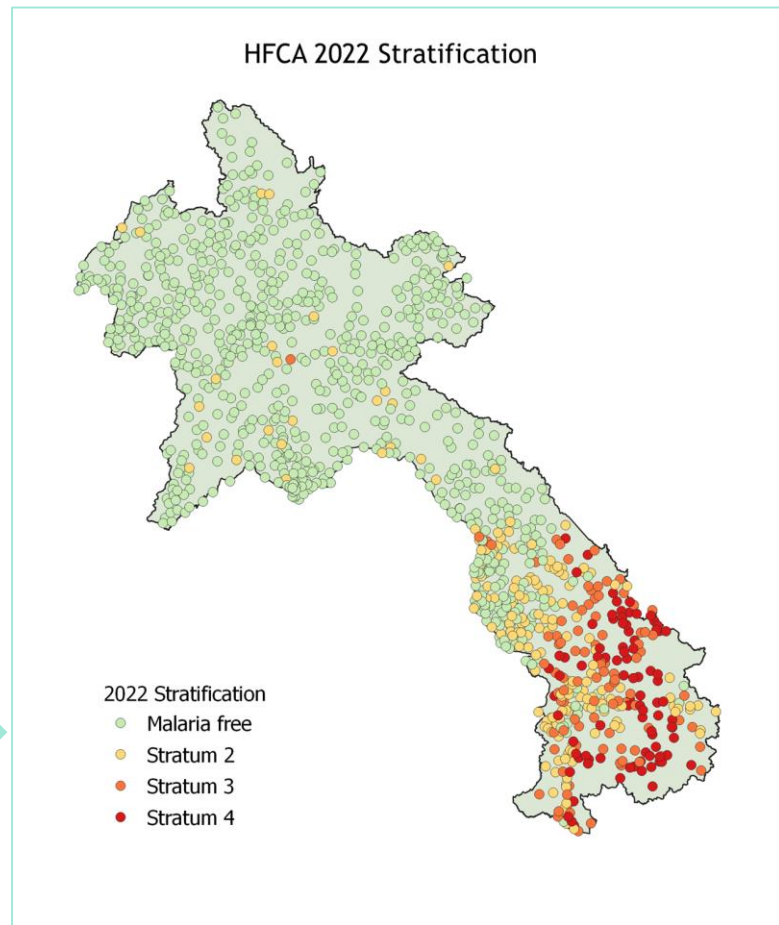 HFCA 2022 Stratification
2022 Stratification
Malaria free
Stratum 2
Stratum 3
Stratum 4